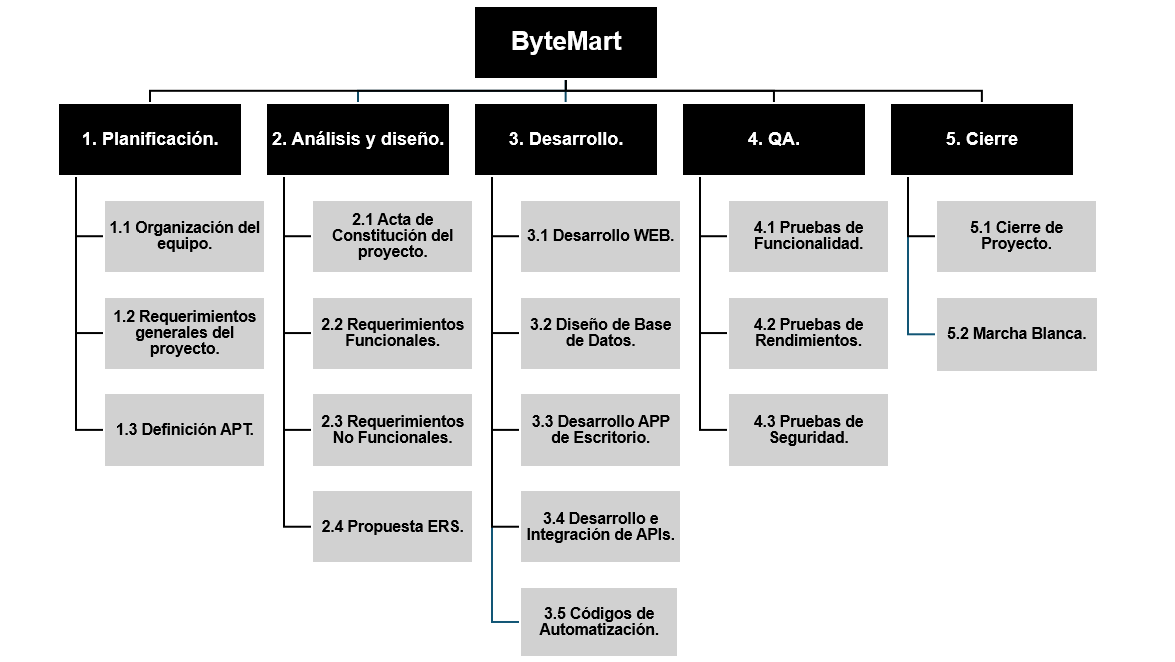 ByteMart
1. Planificación.
2. Análisis y diseño.
3. Desarrollo.
4. QA.
5. Cierre
1.1 Organización del
equipo.
1.2 Requerimientos
generales del
proyecto.
1.3 Definición APT.
2.1 Acta de
Constitución del
proyecto.
2.2 Requerimientos
Funcionales.
2.3 Requerimientos
No Funcionales.
2.4 Propuesta ERS.
3.1 Desarrollo WEB.
3.2 Diseño de Base
de Datos.
3.3 Desarrollo APP
de Escritorio.
3.4 Desarrollo e
Integración de APIs.
3.5 Códigos de
Automatización.
4.1 Pruebas de
Funcionalidad.
4.2 Pruebas de
Rendimientos.
4.3 Pruebas de
Seguridad.
5.1 Cierre de
Proyecto.
5.2 Marcha Blanca.